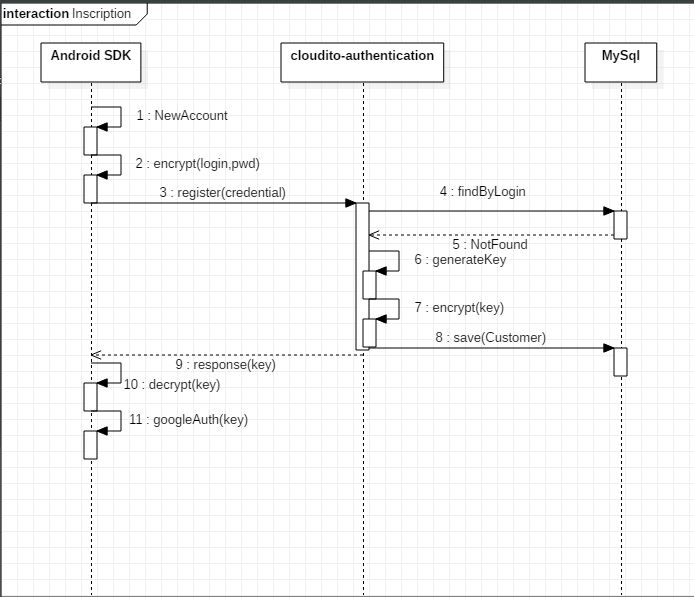 interaction Inscription
Android SDK
cloudito-authentication
MySql
1 : NewAccount
2 : encrypt(login,pwd)
3 : register(credential)
4 : findByLogin
5 : NotFound
6 : generateKey
7 : encrypt(key)
8 : save(Customer)
9 : response(key)
10 : decrypt(key)
11 : googleAuth(key)